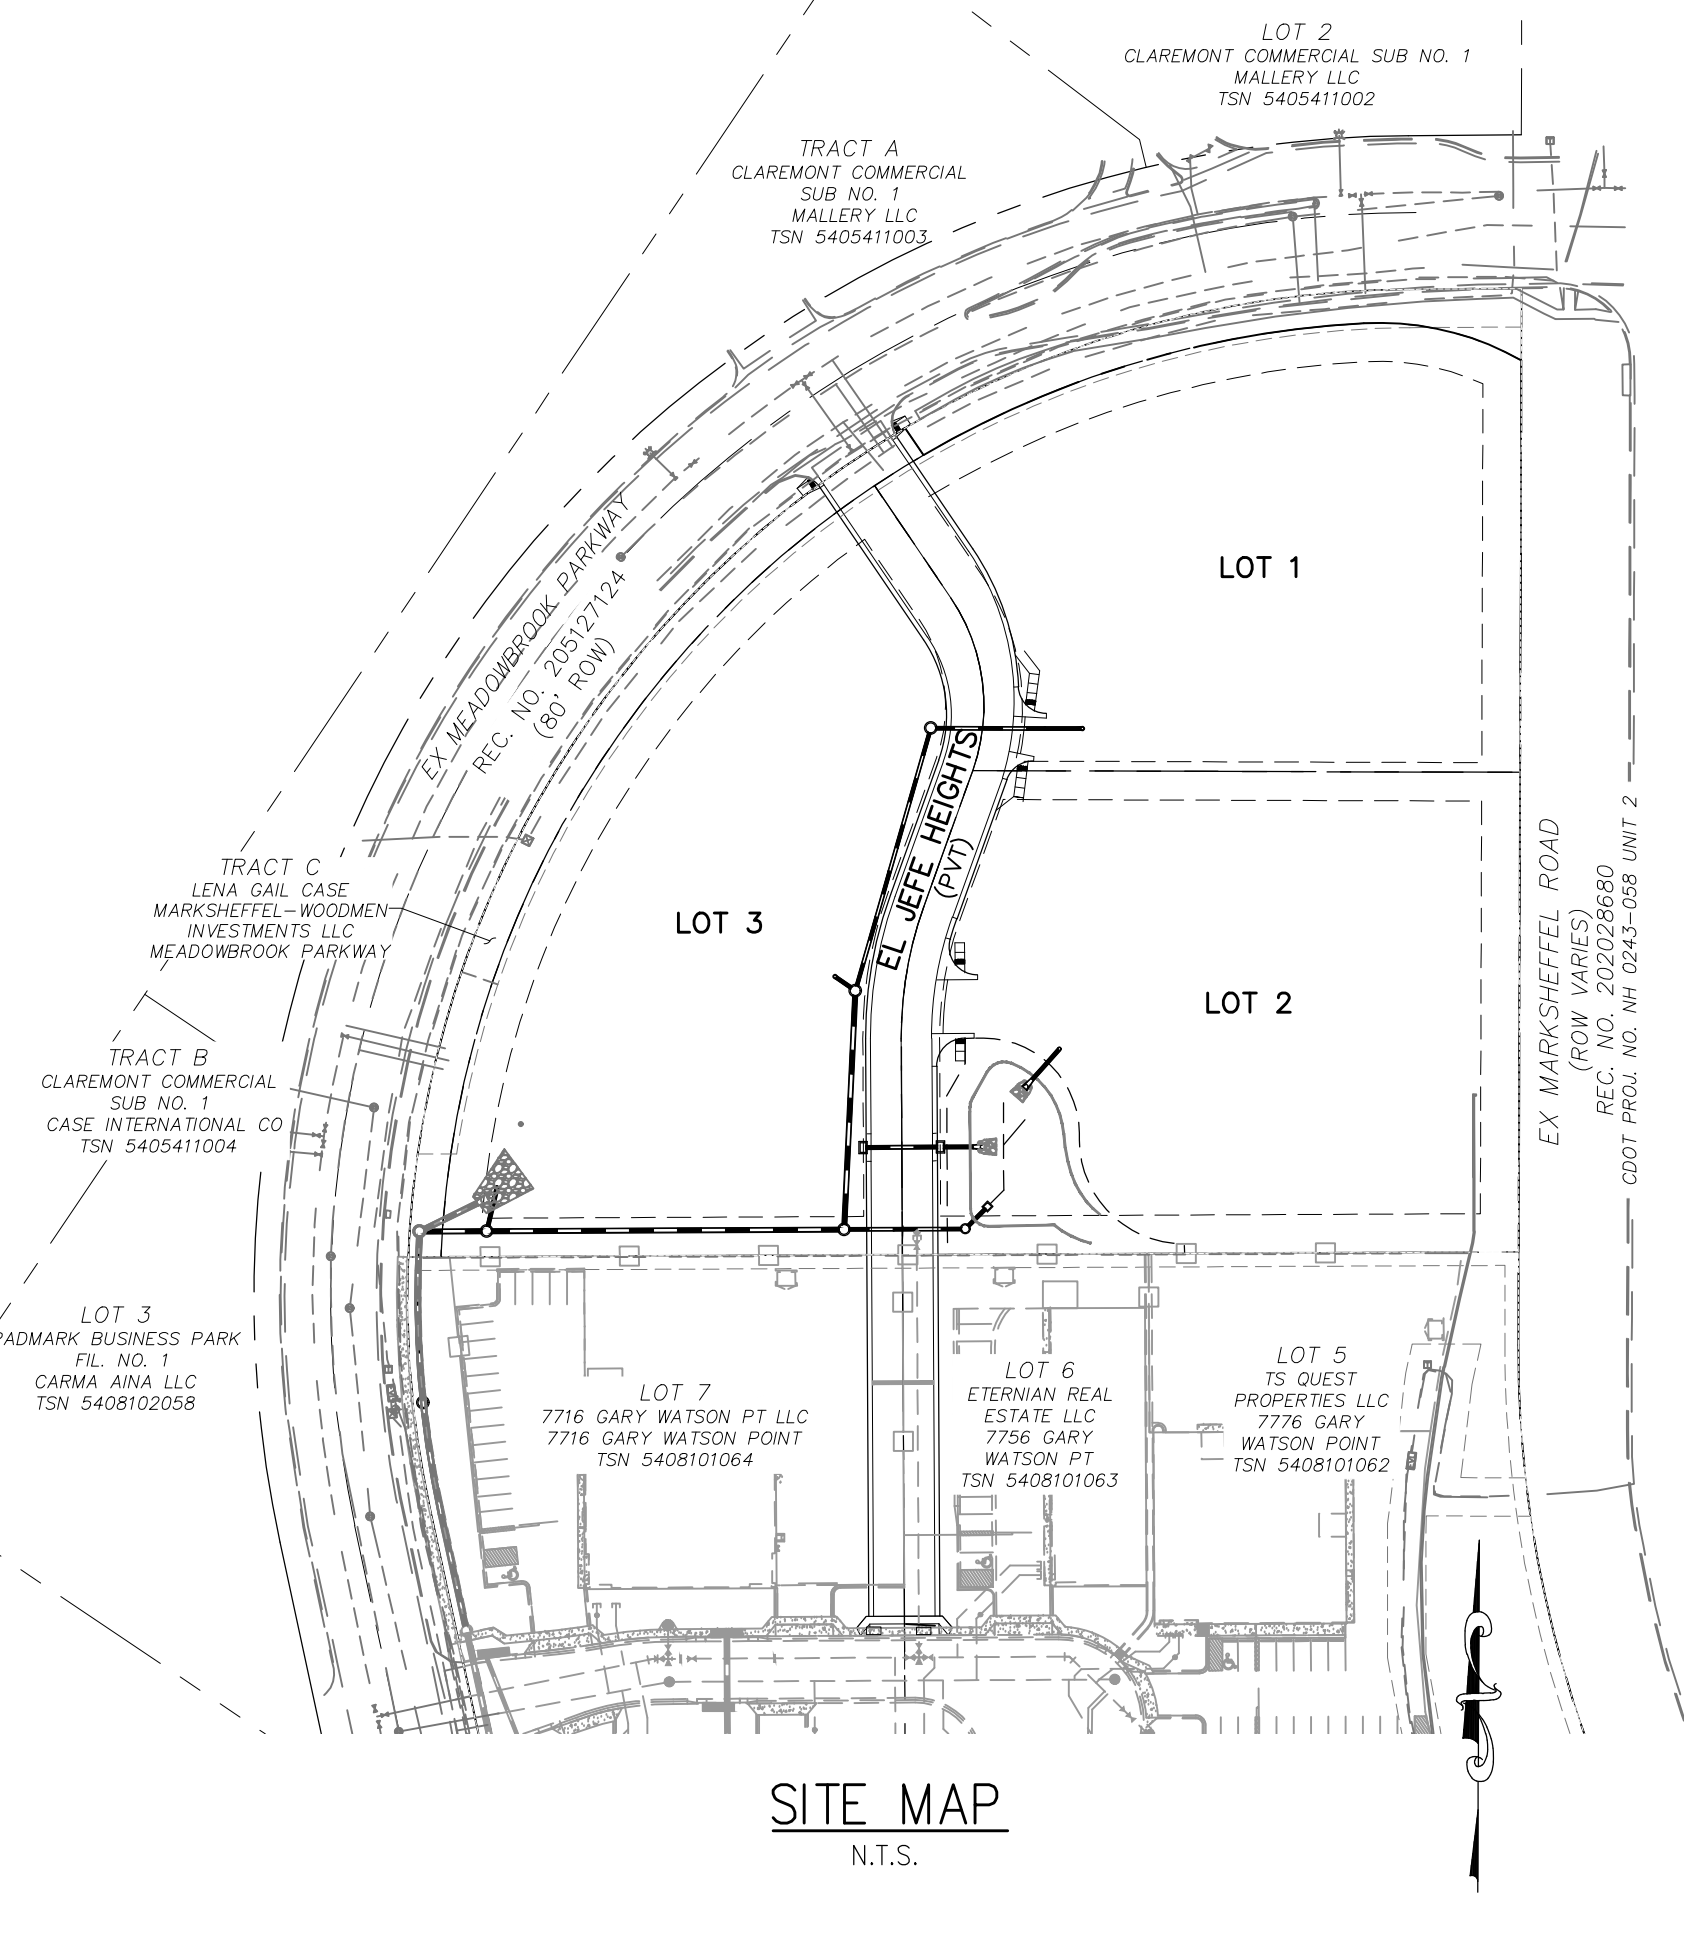 LOT 2
CLAREMONT COMMERCIAL SUB NO. 1
MALLERY LLC
TSN 5405411002
TRACT A
CLAREMONT COMMERCIAL
SUB NO. 1
MALLERY LLC
TSN 5405411003
EX MEADOWBROOK PARKWAY
REC. NO. 205127124
(80' ROW)
LOT 1
EL JEFE HEIGHTS
(PVT)
LOT 3
LOT 2
TRACT C
LENA GAIL CASE
MARKSHEFFEL-WOODMEN
INVESTMENTS LLC
MEADOWBROOK PARKWAY
EX MARKSHEFFEL ROAD
(ROW VARIES)
REC. NO. 202028680
CDOT PROJ. NO. NH 0243-058 UNIT 2
TRACT B
CLAREMONT COMMERCIAL
SUB NO. 1
CASE INTERNATIONAL CO
TSN 5405411004
LOT 3
PADMARK BUSINESS PARK
FIL. NO. 1
CARMA AINA LLC
TSN 5408102058
LOT 7
7716 GARY WATSON PT LLC
7716 GARY WATSON POINT
TSN 5408101064
LOT 6
ETERNIAN REAL
ESTATE LLC
7756 GARY
WATSON PT
TSN 5408101063
LOT 5
TS QUEST
PROPERTIES LLC
7776 GARY
WATSON POINT
TSN 5408101062
SITE MAP
N.T.S.